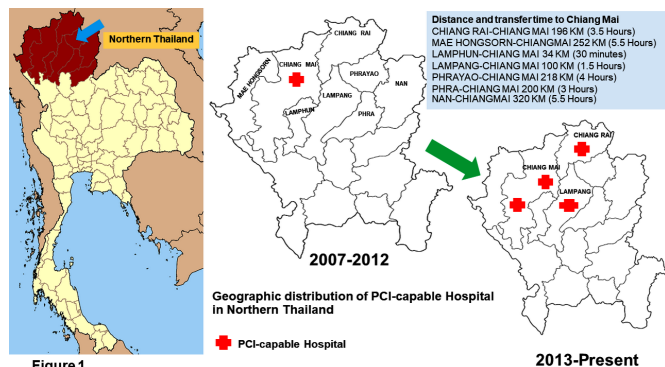 Northern Thailand
Distance and transfertime to Chiang Mai
CHIANG RAI-CHIANG MAI 196 KM (3.5 Hours)
MAE HONGSORN-CHIANGMAI 252 KM (5.5 Hours)
LAMPHUN-CHIANG MAI 34 KM (30 minutes)
LAMPANG-CHIANG MAI 100 KM (1.5 Hours)
PHRAYAO-CHIANG MAI 218 KM (4 Hours)
PHRA-CHIANG MAI 200 KM (3 Hours)
NAN-CHIANGMAI 320 KM (5.5 Hours)
CHIANG RAI
CHIANG MAI
MAE HONGSORN
PHRAYAO
NAN
LAMPANG
LAMPHUN
PHRA
2007-2012
CHIANG RAI
CHIANG MAI
LAMPANG
Geographic distribution of PCI-capable Hospital
in Northern Thailand
PCI-capable Hospital
2013-Present
Figure 1